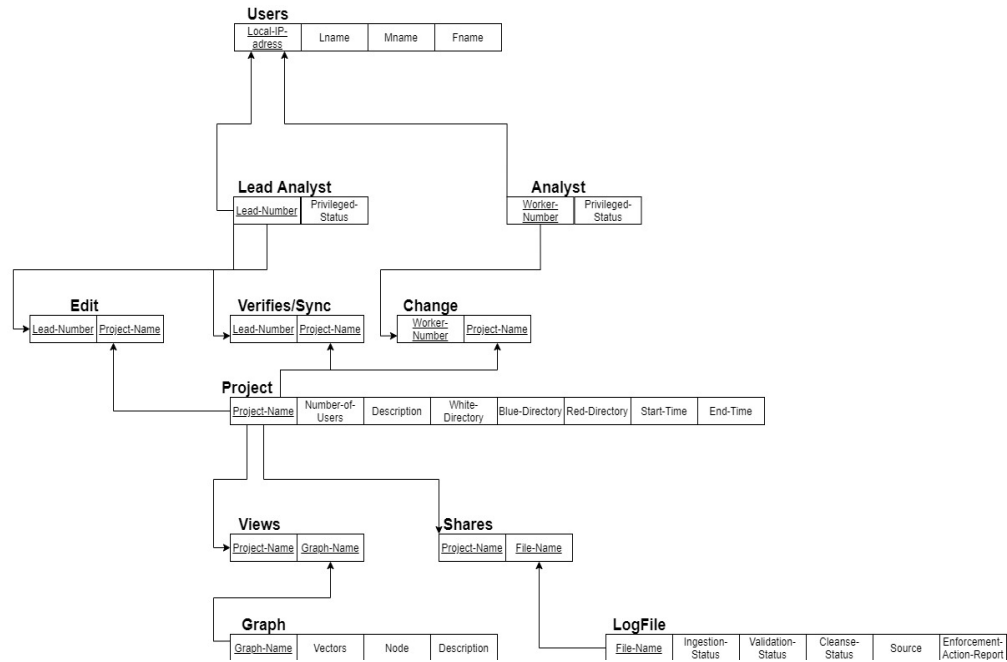 Users
Local-IP-
adress
Lname
Mname
Fname
Lead Analyst
Lead-Number
Privileged-
Status
Analyst
Worker-
Number
Privileged-
Status
Edit
Lead-Number
Project-Name
Verifies/Sync
Lead-Number
Project-Name
Change
Worker-
Number
Project-Name
Project
Project-Name
Number-of-
Users
Description
White-
Directory
Blue-Directory
Red-Directory
Start-Time
End-Time
Views
Project-Name
Graph-Name
Shares
Project-Name
File-Name
Graph
Graph-Name
Vectors
Node
Description
LogFile
File-Name
Ingestion-
Status
Validation-
Status
Cleanse-
Status
Source
Enforcement-
Action-Report